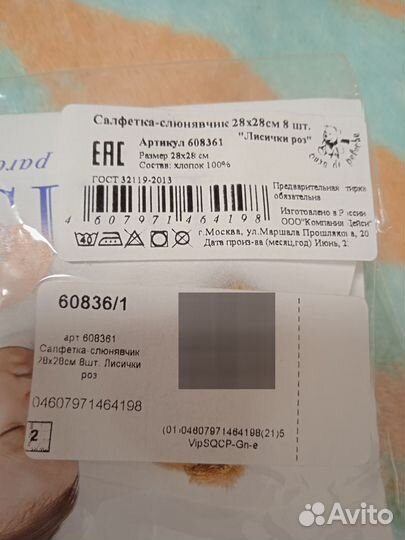 Салфетка-слюнявчик 28x28см 8 шт.
"Лисички роз"
Артикул 608361
Размер 28x28 см
Состав: хлопок 100%
ЕАС
ГОСТ 32119-2013
Предварительная стирка
обязательна
4 607971 464198
Изготовлено в России
ООО"Компания
г.Москва, ул.Маршала Прошлякова, 20
Дата произ-ва (месяц,год) Июнь, 2
40
60836/1
арт 608361
Салфетка-слюнявчик
28x28см 8шт. Лисички
роз
04607971464198
2
(01)04607971464198(21)5
VipSQCP-Gn-e
Avito